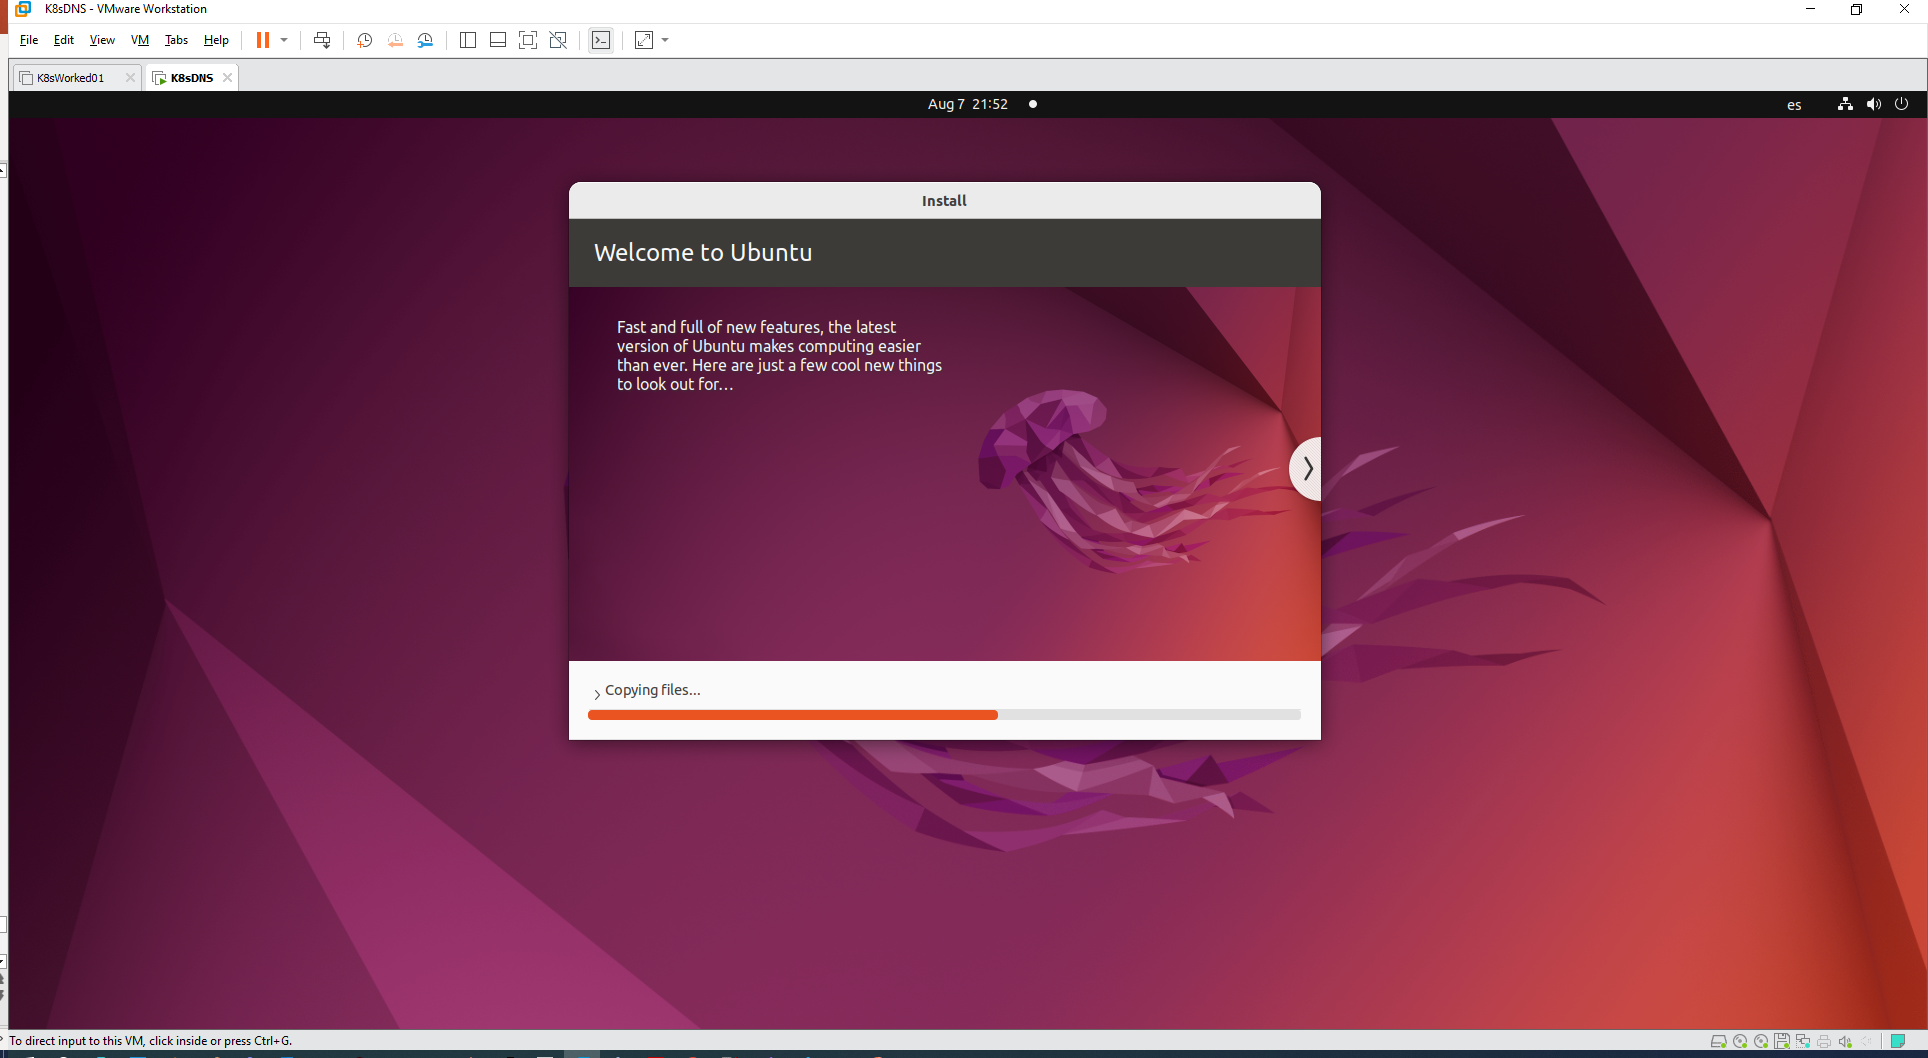 K8sDNS - VMware Workstation
File Edit View VM Tabs Help
K8sWorked01 K8sDNS
Aug 7 21:52
es
Install
Welcome to Ubuntu
Fast and full of new features, the latest
version of Ubuntu makes computing easier
than ever. Here are just a few cool new things
to look out for...
Copying files...
To direct input to this VM, click inside or press Ctrl+G.